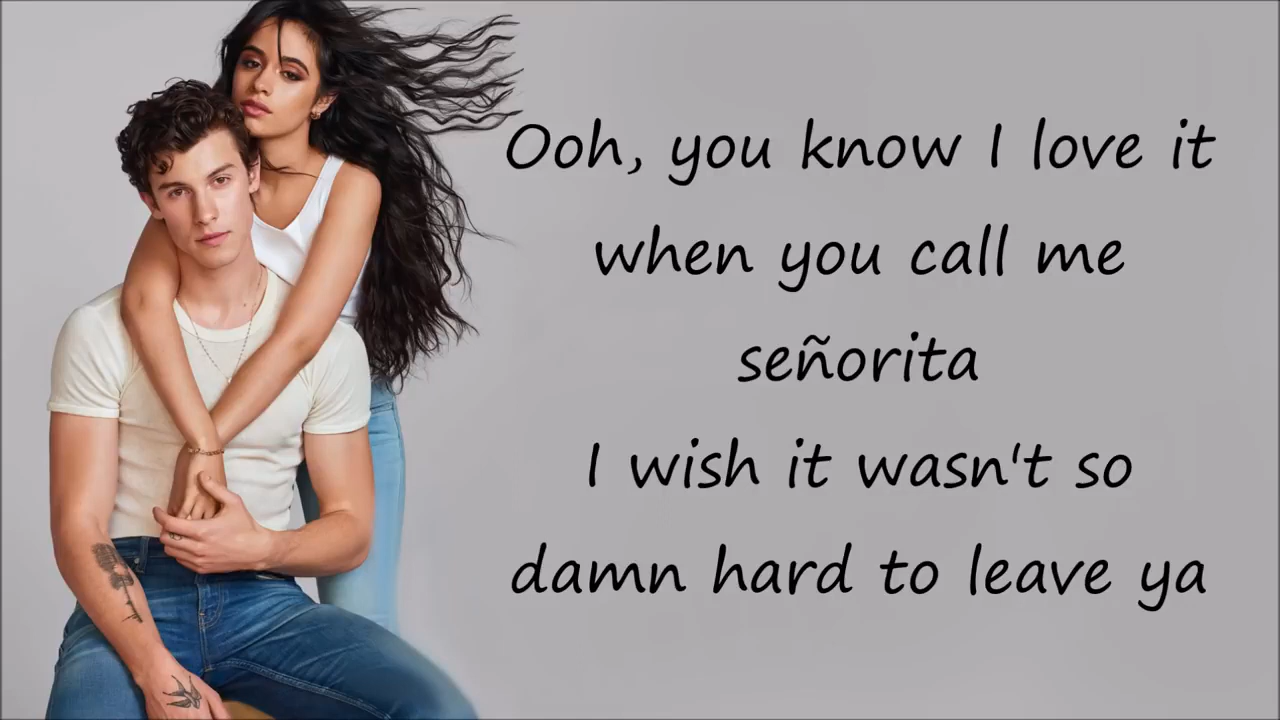 Ooh, you know I love it
when you call me
señorita
I wish it wasn't so
damn hard to leave ya